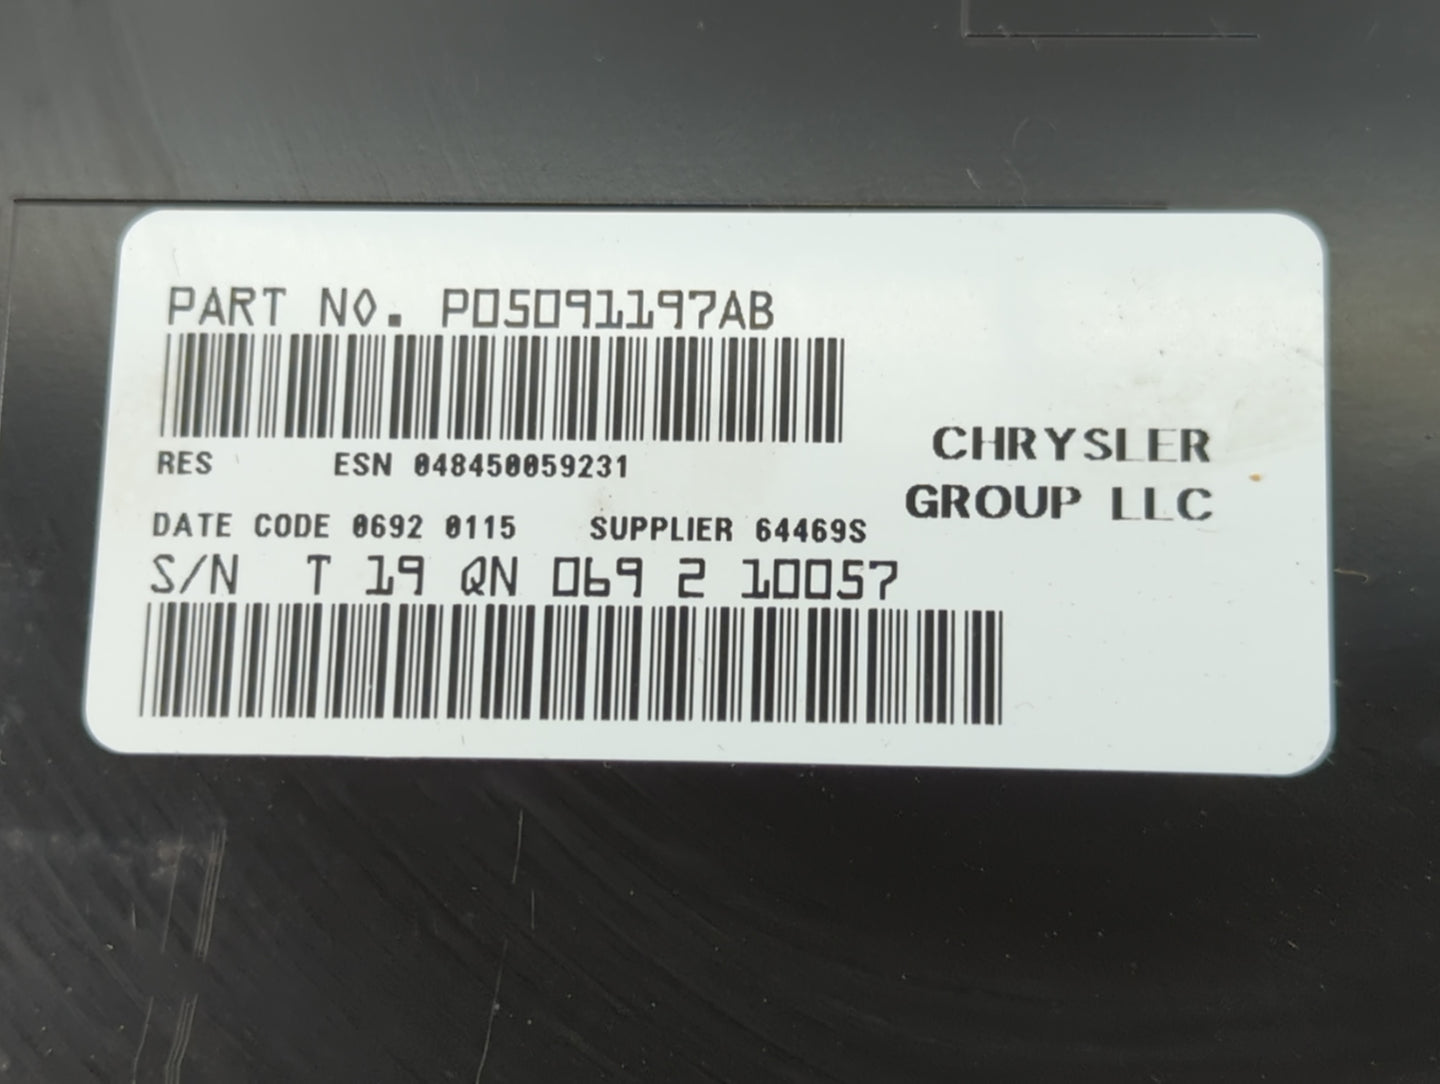 PART NO. P05091197AB
RES ESN 048450059231
CHRYSLER
GROUP LLC
DATE CODE 0692 0115 SUPPLIER 64469S
S/N T 19 QN 069 2 10057